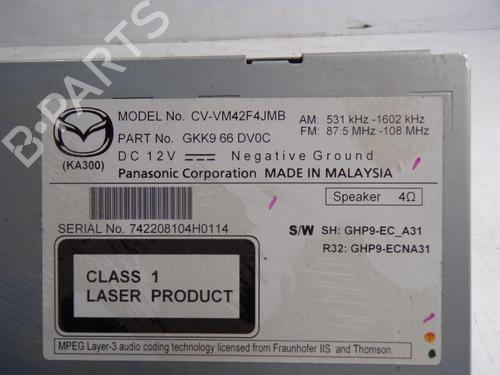 MODEL No. CV-VM42F4JMB
AM: 531 kHz -1602 kHz
FM: 87.5 MHz -108 MHz
PART No. GKK9 66 DV0C
(KA300)
DC 12V Negative Ground
Panasonic Corporation MADE IN MALAYSIA
Speaker 4Ω
SERIAL No. 742208104H0114
S/W SH: GHP9-EC_A31
R32: GHP9-ECNA31
CLASS 1
LASER PRODUCT
MPEG Layer-3 audio coding technology licensed from Fraunhofer IIS and Thomson.
B-PARTS